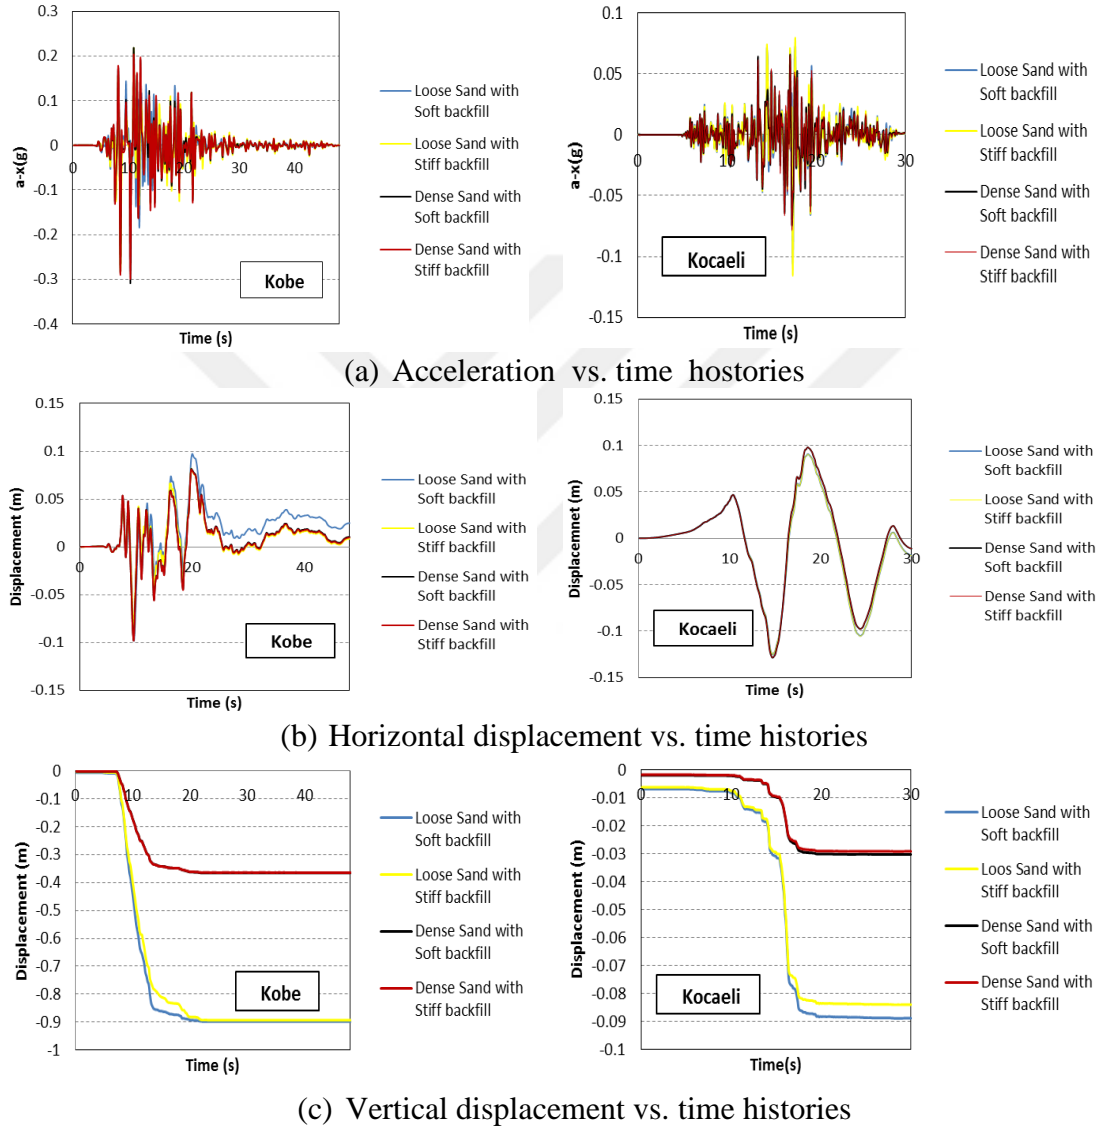 0.3
0.2
0.1
0
-0.1
-0.2
-0.3
-0.4
0 10 20 30 40
a-x(g)
Time (s)
Kobe
Loose Sand with
Soft backfill
Loose Sand with
Stiff backfill
Dense Sand with
Soft backfill
Dense Sand with
Stiff backfill
0.1
0.05
0
-0.05
-0.1
-0.15
0 10 20 30
a-x(g)
Time (s)
Kocaeli
Loose Sand with
Soft backfill
Loose Sand with
Stiff backfill
Dense Sand with
Soft backfill
Dense Sand with
Stiff backfill
(a) Acceleration vs. time hostories
0.15
0.1
0.05
0
-0.05
-0.1
-0.15
0 20 40
Displacement (m)
Time (s)
Kobe
Loose Sand with
Soft backfill
Loose Sand with
Stiff backfill
Dense Sand with
Soft backfill
Dense Sand with
Stiff backfill
0.15
0.1
0.05
0
-0.05
-0.1
-0.15
0 10 20 30
Displacemnet (m)
Time (s)
Kocaeli
Loose Sand with
Soft backfill
Loose Sand with
Stiff backfill
Dense Sand with
Soft backfill
Dense Sand with
Stiff backfill
(b) Horizontal displacement vs. time histories
0
-0.1
-0.2
-0.3
-0.4
-0.5
-0.6
-0.7
-0.8
-0.9
-1
0 10 20 30 40
Displacement (m)
Time (s)
Kobe
Loose Sand with
Soft backfill
Loose Sand with
Stiff backfill
Dense Sand with
Soft backfill
Dense Sand with
Stiff backfill
0
-0.01
-0.02
-0.03
-0.04
-0.05
-0.06
-0.07
-0.08
-0.09
-0.1
0 10 20 30
Displacement (m)
Time(s)
Kocaeli
Loose Sand with
Soft backfill
Loos Sand with
Stiff backfill
Dense Sand with
Soft backfill
Dense Sand with
Stiff backfill
(c) Vertical displacement vs. time histories